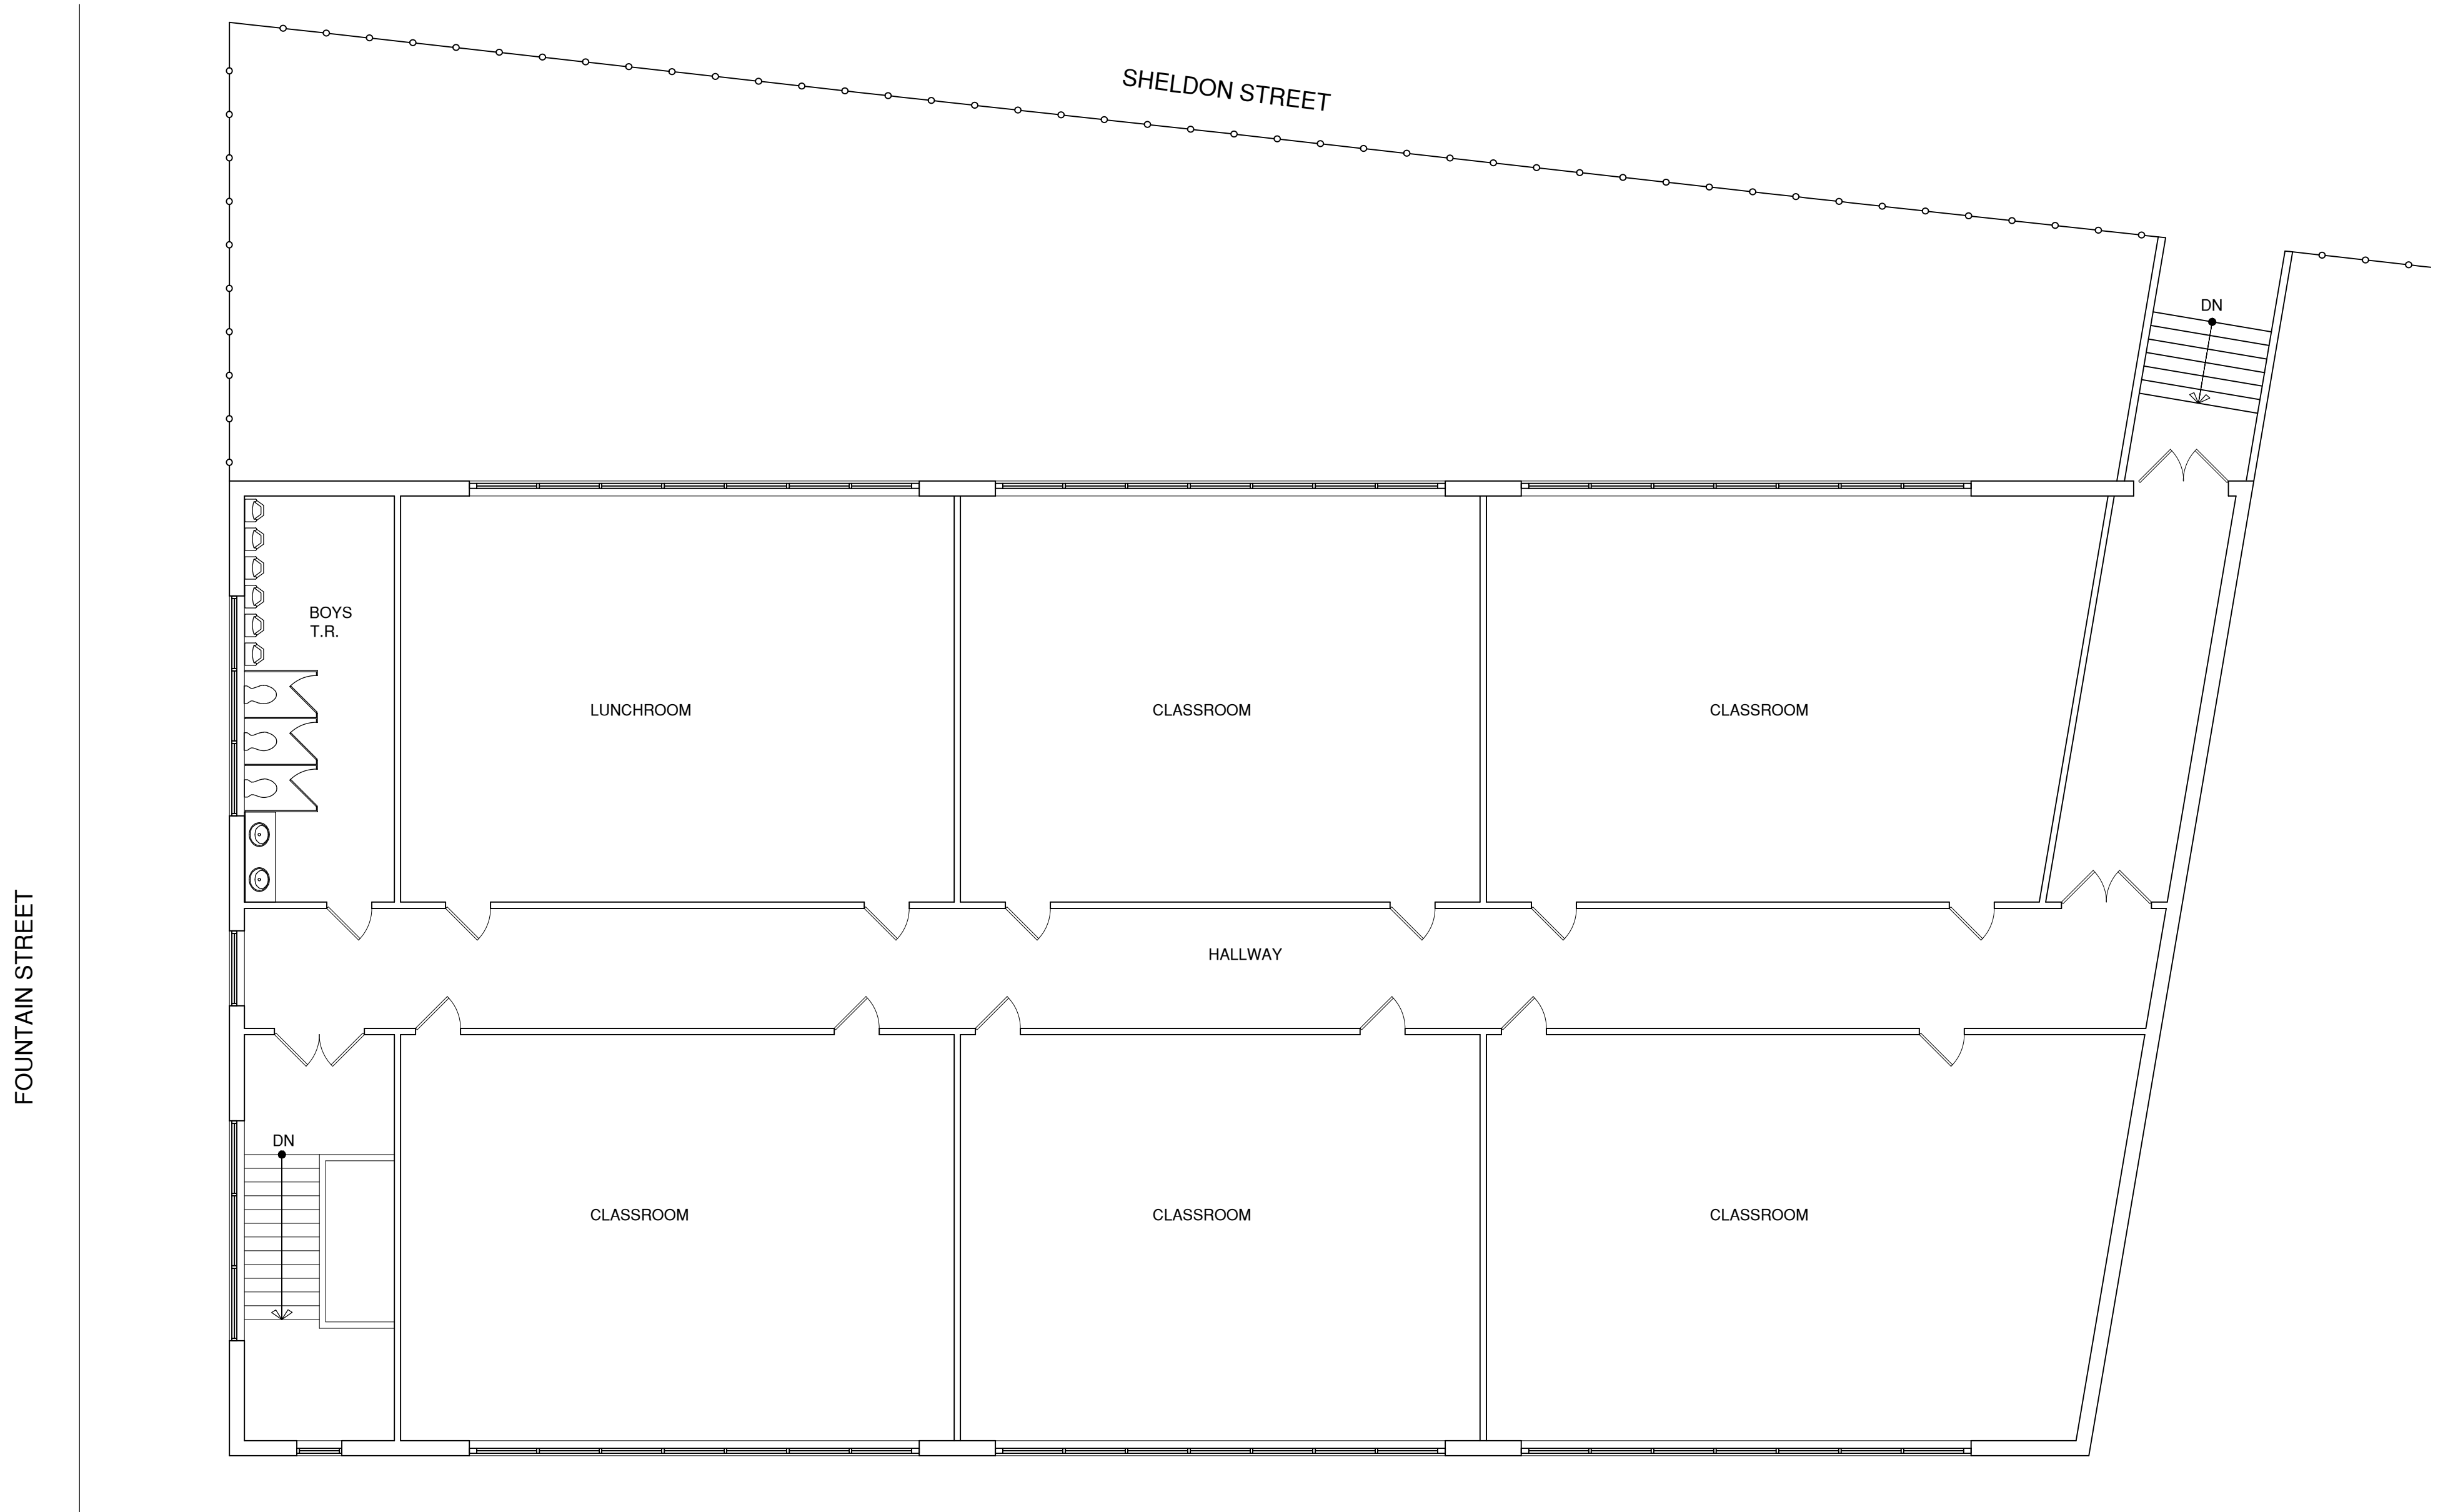 SHELDON STREET
DN
BOYS
T.R.
LUNCHROOM
CLASSROOM
CLASSROOM
HALLWAY
FOUNTAIN STREET
DN
CLASSROOM
CLASSROOM
CLASSROOM